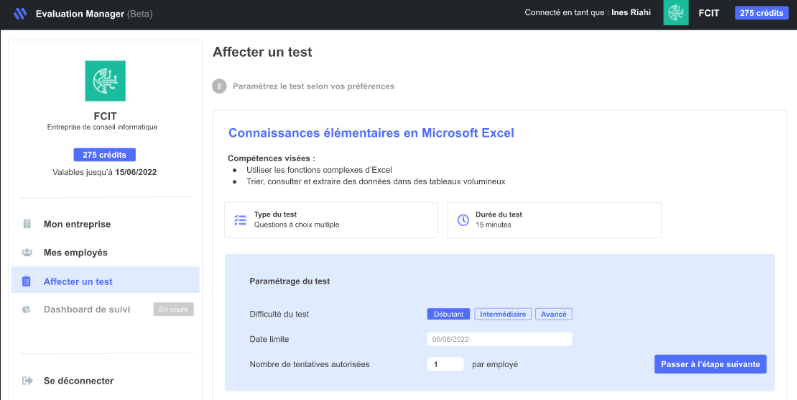 Evaluation Manager (Beta)
Connecté en tant que : Ines Riahi
FCIT
275 crédits
FCIT
Entreprise de conseil informatique
275 crédits
Valables jusqu'à 15/06/2022
Mon entreprise
Mes employés
Affecter un test
Dashboard de suivi
En cours
Se déconnecter
Affecter un test
2 Paramétrez le test selon vos préférences
Connaissances élémentaires en Microsoft Excel
Compétences visées :
● Utiliser les fonctions complexes d'Excel
● Trier, consulter et extraire des données dans des tableaux volumineux
Type du test
Questions à choix multiple
Durée du test
15 minutes
Paramétrage du test
Difficulté du test
Débutant Intermédiaire Avancé
Date limite
06/06/2022
Nombre de tentatives autorisées
1 par employé
Passer à l'étape suivante